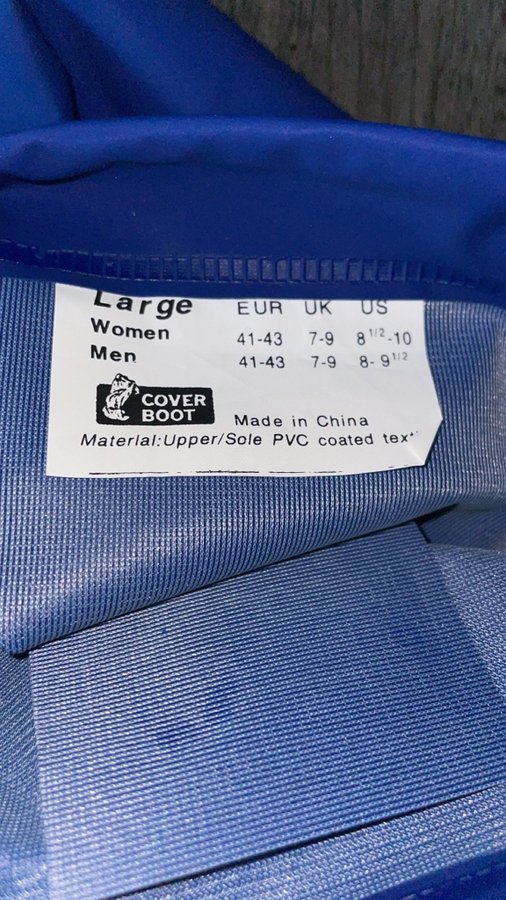 Large EUR UK US
Women 41-43 7-9 8 1/2 -10
Men 41-43 7-9 8- 9 1/2
COVER
BOOT
Made in China
Material:Upper/Sole PVC coated